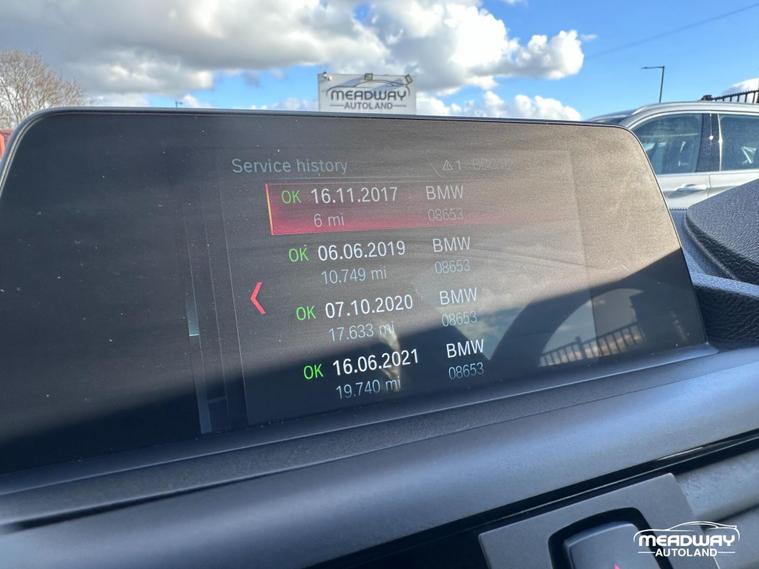 MEADWAY
AUTOLAND
Service history
1
OK 16.11.2017 BMW
6 mi 08653
OK 06.06.2019 BMW
10.749 mi 08653
OK 07.10.2020 BMW
17.633 mi 08653
OK 16.06.2021 BMW
19.740 mi 08653
MEADWAY
AUTOLAND